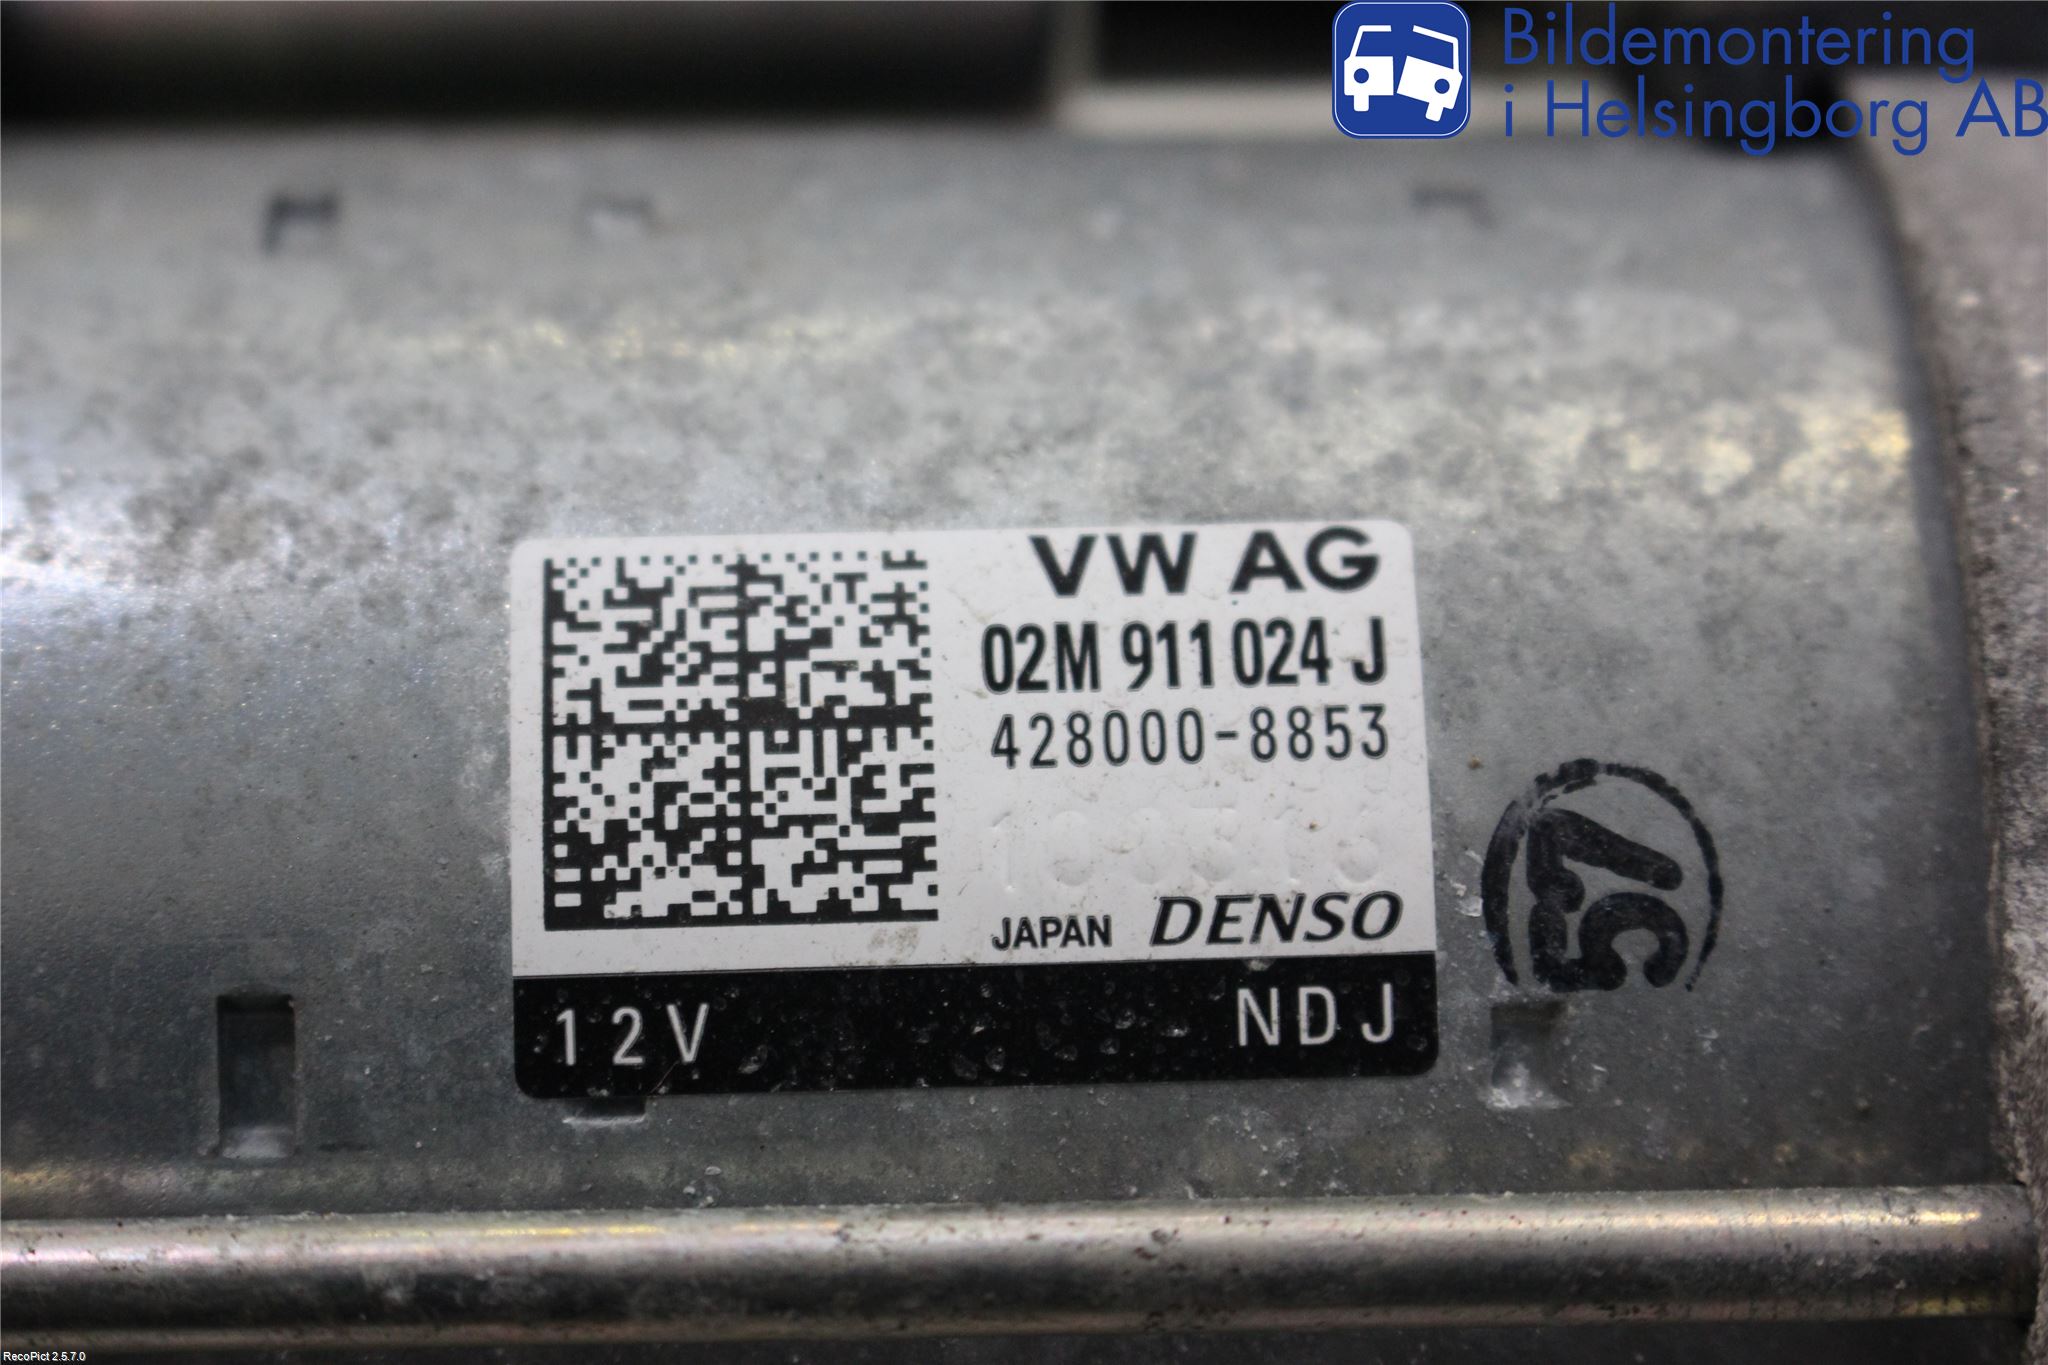 Bildemontering
i Helsingborg AB
VW AG
02M 911 024 J
428000-8853
JAPAN DENSO
12V NDJ
RecoPict 2.5.7.0